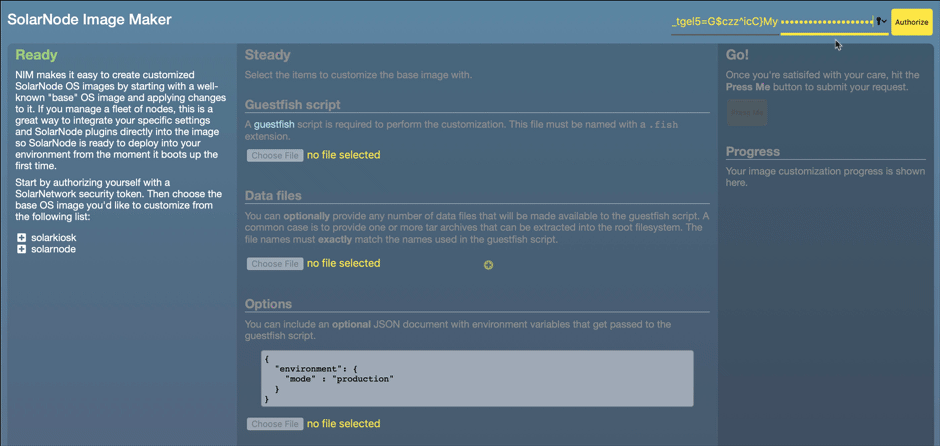 SolarNode Image Maker
_tgel5=G$czz^icC}My
Authorize
Ready
NIM makes it easy to create customized
SolarNode OS images by starting with a well-
known "base" OS image and applying changes
to it. If you manage a fleet of nodes, this is a
great way to integrate your specific settings
and SolarNode plugins directly into the image
so SolarNode is ready to deploy into your
environment from the moment it boots up the
first time.
Start by authorizing yourself with a
SolarNetwork security token. Then choose the
base OS image you'd like to customize from
the following list:
solarkiosk
solarnode
Steady
Select the items to customize the base image with.
Guestfish script
A guestfish script is required to perform the customization. This file must be named with a .fish
extension.
Choose File no file selected
Data files
You can optionally provide any number of data files that will be made available to the guestfish script. A
common case is to provide one or more tar archives that can be extracted into the root filesystem. The
file names must exactly match the names used in the guestfish script.
Choose File no file selected
Options
You can include an optional JSON document with environment variables that get passed to the
guestfish script.
{
"environment": {
"mode" : "production"
}
}
Choose File no file selected
Go!
Once you're satisifed with your care, hit the
Press Me button to submit your request.
Press Me
Progress
Your image customization progress is shown
here.